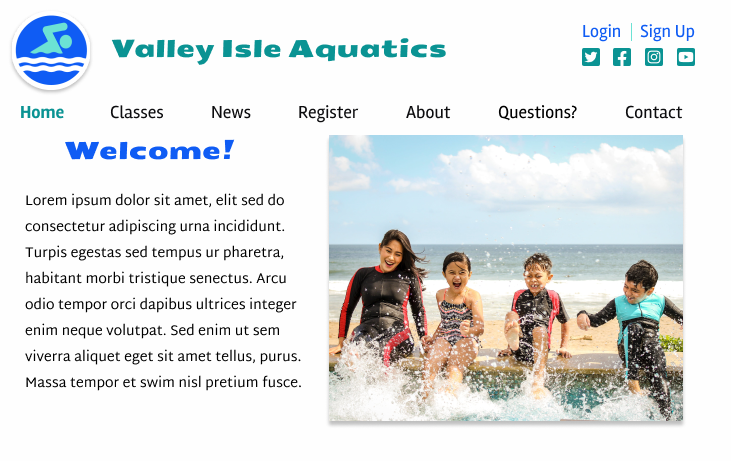 Valley Isle Aquatics
Login | Sign Up
Home Classes News Register About Questions? Contact
Welcome!
Lorem ipsum dolor sit amet, elit sed do
consectetur adipiscing urna incididunt.
Turpis egestas sed tempus ur pharetra,
habitant morbi tristique senectus. Arcu
odio tempor orci dapibus ultrices integer
enim neque volutpat. Sed enim ut sem
viverra aliquet eget sit amet tellus, purus.
Massa tempor et swim nisl pretium fusce.